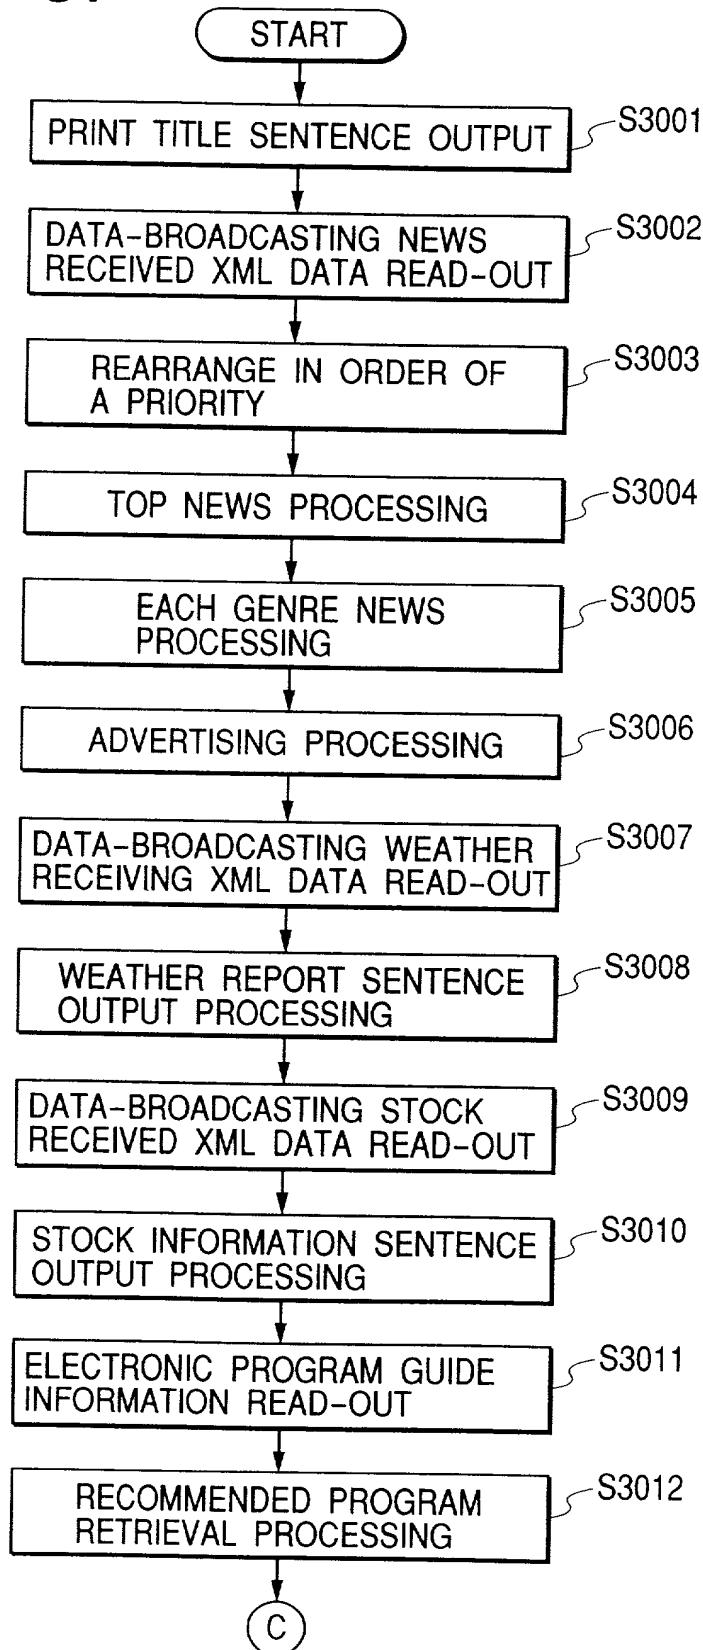 START
PRINT TITLE SENTENCE OUTPUT
S3001
DATA-BROADCASTING NEWS
RECEIVED XML DATA READ-OUT
S3002
REARRANGE IN ORDER OF
A PRIORITY
S3003
TOP NEWS PROCESSING
S3004
EACH GENRE NEWS
PROCESSING
S3005
ADVERTISING PROCESSING
S3006
DATA-BROADCASTING WEATHER
RECEIVING XML DATA READ-OUT
S3007
WEATHER REPORT SENTENCE
OUTPUT PROCESSING
S3008
DATA-BROADCASTING STOCK
RECEIVED XML DATA READ-OUT
S3009
STOCK INFORMATION SENTENCE
OUTPUT PROCESSING
S3010
ELECTRONIC PROGRAM GUIDE
INFORMATION READ-OUT
S3011
RECOMMENDED PROGRAM
RETRIEVAL PROCESSING
S3012
C